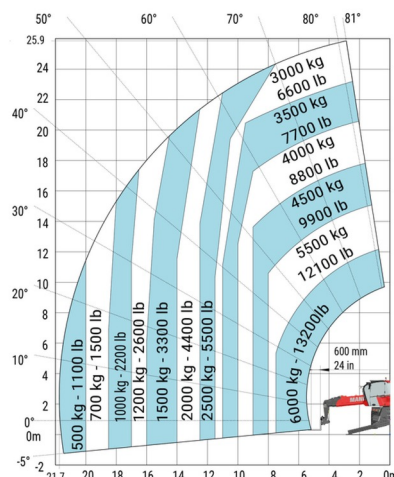 50°
60°
70°
80°
81°
25.9
24
22
20
18
16
14
12
10
8
6
4
2
0°
0m
-5°
-2
40°
30°
20°
10°
3000 kg
6600 lb
3500 kg
7700 lb
4000 kg
8800 lb
4500 kg
9900 lb
5500 kg
12100 lb
6000 kg - 13200lb
500 kg - 1100 lb
700 kg - 1500 lb
1000 kg - 2200 lb
1200 kg - 2600 lb
1500 kg - 3300 lb
2000 kg - 4400 lb
2500 kg - 5500 lb
600 mm
24 in
21.7
20
18
16
14
12
10
8
6
4
2
0m